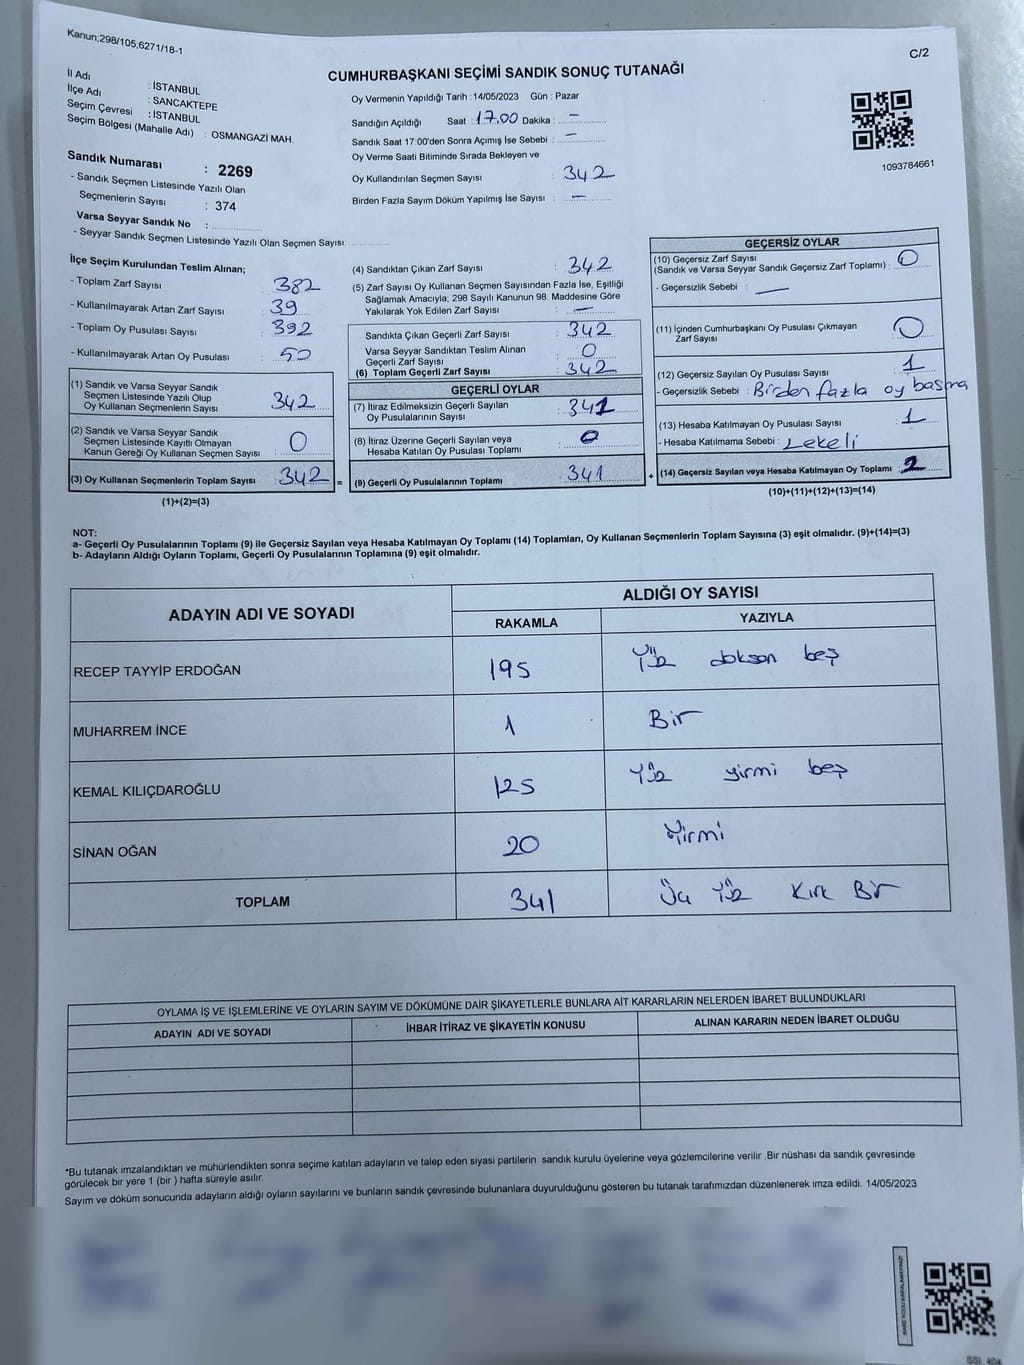 Kanun;298/105;6271/18-1
C/2
CUMHURBAŞKANI SEÇİMİ SANDIK SONUÇ TUTANAĞI
İl Adı : İSTANBUL
İlçe Adı : SANCAKTEPE
Seçim Çevresi : İSTANBUL
Seçim Bölgesi (Mahalle Adı) : OSMANGAZİ MAH.
Sandık Numarası : 2269
- Sandık Seçmen Listesinde Yazılı Olan
Seçmenlerin Sayısı : 374
Varsa Seyyar Sandık No :
- Seyyar Sandık Seçmen Listesinde Yazılı Olan Seçmen Sayısı:
Oy Vermenin Yapıldığı Tarih : 14/05/2023 Gün : Pazar
Sandığın Açıldığı Saat : 17.00 Dakika : -
Sandık Saat 17:00'den Sonra Açımış İse Sebebi : -
Oy Verme Saati Bitiminde Sırada Bekleyen ve
Oy Kullandırılan Seçmen Sayısı : 342
Birden Fazla Sayım Döküm Yapılmış İse Sayısı : -
1093784661
İlçe Seçim Kurulundan Teslim Alınan;
- Toplam Zarf Sayısı : 382
- Kullanılmayarak Artan Zarf Sayısı : 39
- Toplam Oy Pusulası Sayısı : 392
- Kullanılmayarak Artan Oy Pusulası : 50
(1) Sandık ve Varsa Seyyar Sandık
Seçmen Listesinde Yazılı Olup
Oy Kullanan Seçmenlerin Sayısı : 342
(2) Sandık ve Varsa Seyyar Sandık
Seçmen Listesinde Kayıtlı Olmayan
Kanun Gereği Oy Kullanan Seçmen Sayısı : 0
(3) Oy Kullanan Seçmenlerin Toplam Sayısı : 342 =
(1)+(2)=(3)
(4) Sandıktan Çıkan Zarf Sayısı : 342
(5) Zarf Sayısı Oy Kullanan Seçmen Sayısından Fazla İse, Eşitliği
Sağlamak Amacıyla, 298 Sayılı Kanunun 98. Maddesine Göre
Yakılarak Yok Edilen Zarf Sayısı : -
Sandıkta Çıkan Geçerli Zarf Sayısı : 342
Varsa Seyyar Sandıktan Teslim Alınan
Geçerli Zarf Sayısı : 0
(6) Toplam Geçerli Zarf Sayısı : 342
GEÇERLİ OYLAR
(7) İtiraz Edilmeksizin Geçerli Sayılan
Oy Pusulalarının Sayısı : 341
(8) İtiraz Üzerine Geçerli Sayılan veya
Hesaba Katılan Oy Pusulası Toplamı : 0
(9) Geçerli Oy Pusulalarının Toplamı : 341 +
GEÇERSİZ OYLAR
(10) Geçersiz Zarf Sayısı
(Sandık ve Varsa Seyyar Sandık Geçersiz Zarf Toplamı) : 0
- Geçersizlik Sebebi : —
(11) İçinden Cumhurbaşkanı Oy Pusulası Çıkmayan
Zarf Sayısı : 0
(12) Geçersiz Sayılan Oy Pusulası Sayısı : 1
- Geçersizlik Sebebi : Birden fazla oy basma
(13) Hesaba Katılmayan Oy Pusulası Sayısı : 1
- Hesaba Katılmama Sebebi : Lekeli
(14) Geçersiz Sayılan veya Hesaba Katılmayan Oy Toplamı : 2
(10)+(11)+(12)+(13)=(14)
NOT:
a- Geçerli Oy Pusulalarının Toplamı (9) ile Geçersiz Sayılan veya Hesaba Katılmayan Oy Toplamı (14) Toplamları, Oy Kullanan Seçmenlerin Toplam Sayısına (3) eşit olmalıdır. (9)+(14)=(3)
b- Adayların Aldığı Oyların Toplamı, Geçerli Oy Pusulalarının Toplamına (9) eşit olmalıdır.
ADAYIN ADI VE SOYADI
ALDIĞI OY SAYISI
RAKAMLA YAZIYLA
RECEP TAYYİP ERDOĞAN 195 Yüz doksan beş
MUHARREM İNCE 1 Bir
KEMAL KILIÇDAROĞLU 125 Yüz yirmi beş
SİNAN OĞAN 20 Yirmi
TOPLAM 341 Üç Yüz Kırk Bir
OYLAMA İŞ VE İŞLEMLERİNE VE OYLARIN SAYIM VE DÖKÜMÜNE DAİR ŞİKAYETLERLE BUNLARA AİT KARARLARIN NELERDEN İBARET BULUNDUKLARI
ADAYIN ADI VE SOYADI İHBAR İTİRAZ VE ŞİKAYETİN KONUSU ALINAN KARARIN NEDEN İBARET OLDUĞU
*Bu tutanak imzalandıktan ve mühürlendikten sonra seçime katılan adayların ve talep eden siyasi partilerin sandık kurulu üyelerine veya gözlemcilerine verilir .Bir nüshası da sandık çevresinde
görülecek bir yere 1 (bir ) hafta süreyle asılır.
Sayım ve döküm sonucunda adayların aldığı oyların sayılarını ve bunların sandık çevresinde bulunanlara duyurulduğunu gösteren bu tutanak tarafımızdan düzenlenerek imza edildi. 14/05/2023
KARE KODU KARALAMAYINIZ!